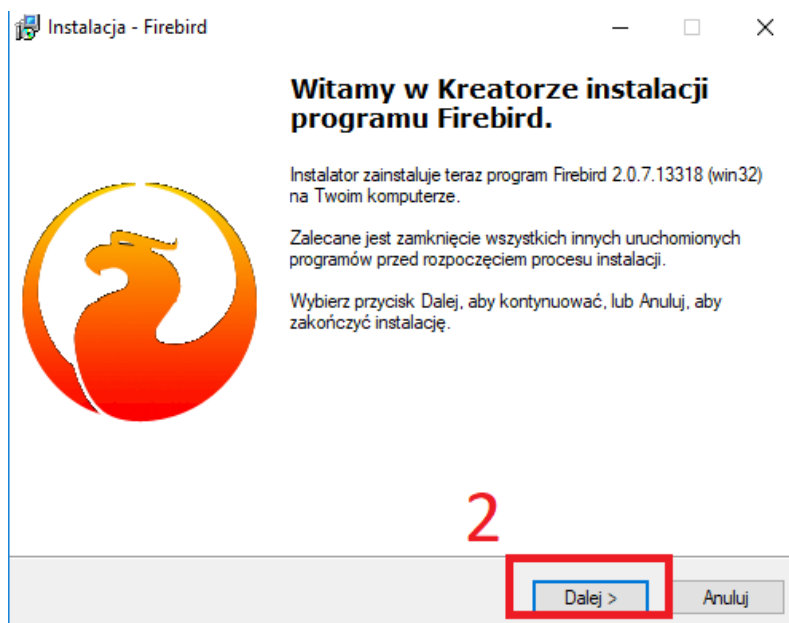 Instalacja - Firebird
Witamy w Kreatorze instalacji
programu Firebird.
Instalator zainstaluje teraz program Firebird 2.0.7.13318 (win32)
na Twoim komputerze.
Zalecane jest zamknięcie wszystkich innych uruchomionych
programów przed rozpoczęciem procesu instalacji.
Wybierz przycisk Dalej, aby kontynuować, lub Anuluj, aby
zakończyć instalację.
2
Dalej >
Anuluj